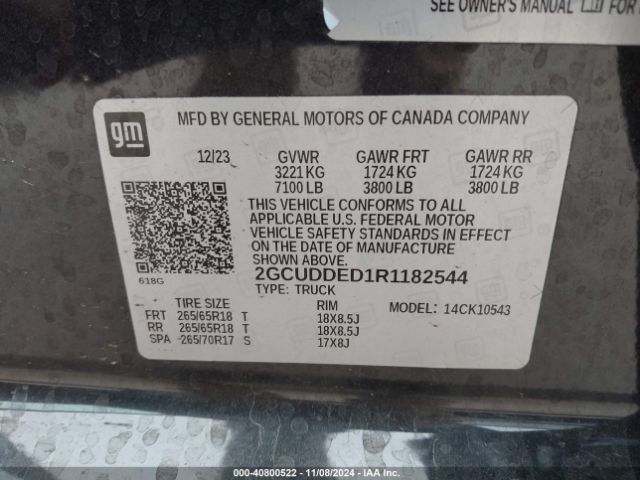 SEE OWNER'S MANUAL FOR
gm
MFD BY GENERAL MOTORS OF CANADA COMPANY
12/23 GVWR GAWR FRT GAWR RR
3221 KG 1724 KG 1724 KG
7100 LB 3800 LB 3800 LB
THIS VEHICLE CONFORMS TO ALL
APPLICABLE U.S. FEDERAL MOTOR
VEHICLE SAFETY STANDARDS IN EFFECT
ON THE DATE OF MANUFACTURE
SHOWN ABOVE.
2GCUDDED1R1182544
618G
TYPE: TRUCK
TIRE SIZE RIM MODEL: 14CK10543
FRT 265/65R18 T 18X8.5J
RR 265/65R18 T 18X8.5J
SPA -265/70R17 S 17X8J
000-40800522 - 11/08/2024 - IAA Inc.